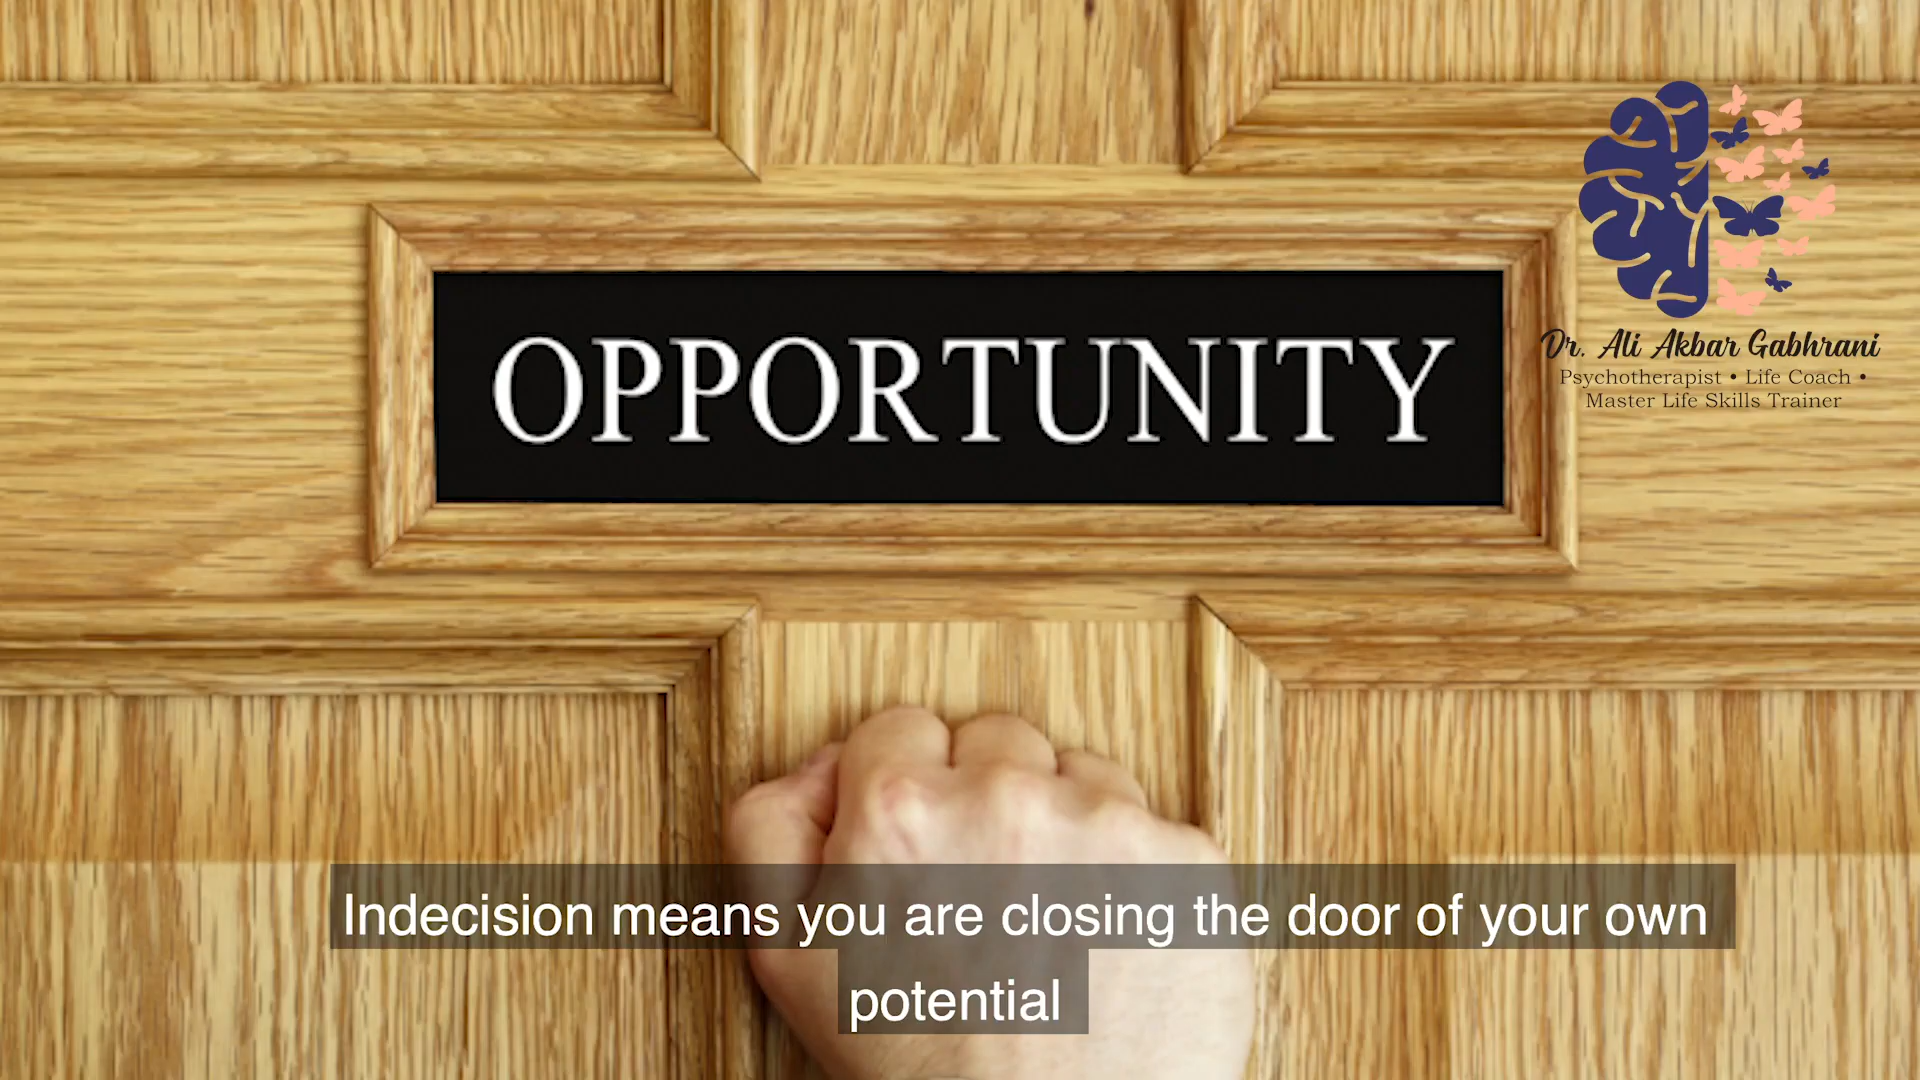 OPPORTUNITY
Dr. Ali Akbar Gabhrani
Psychotherapist • Life Coach •
Master Life Skills Trainer
Indecision means you are closing the door of your own
potential